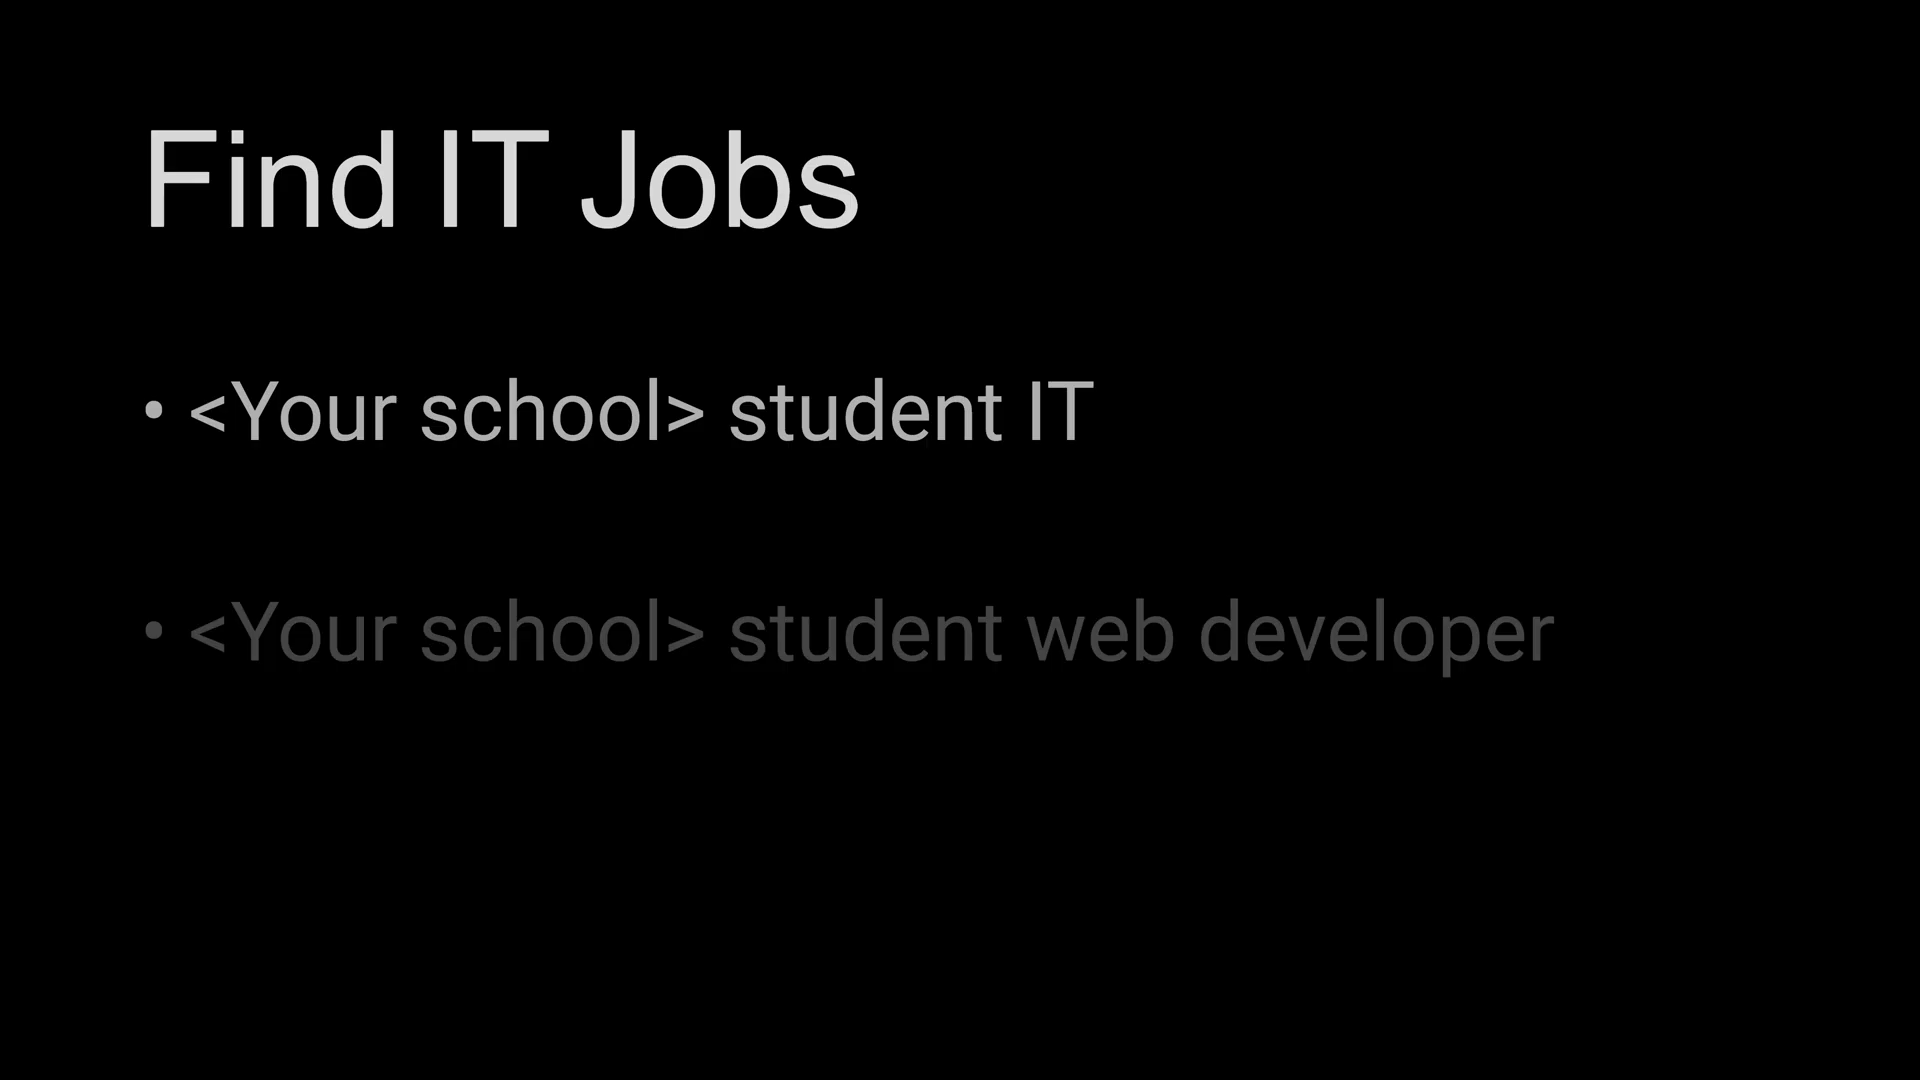 Find IT Jobs
• <Your school> student IT
• <Your school> student web developer